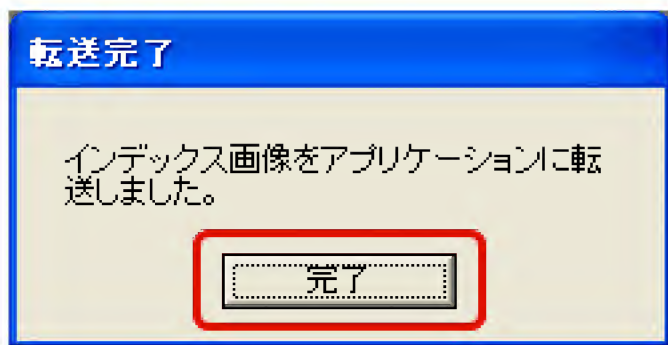 転送完了
インデックス画像をアプリケーションに転
送しました。
完了